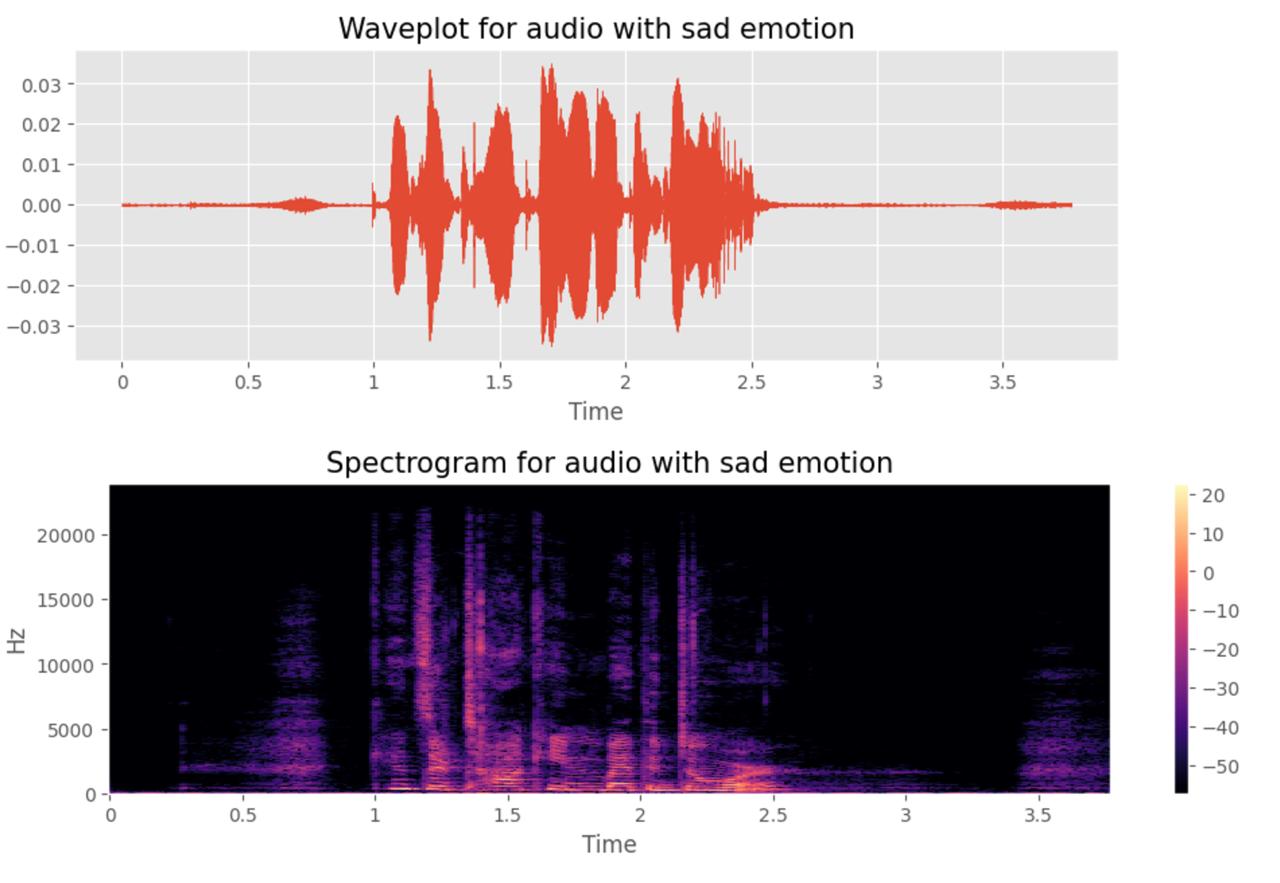 Waveplot for audio with sad emotion
0.03
0.02
0.01
0.00
−0.01
−0.02
−0.03
0 0.5 1 1.5 2 2.5 3 3.5
Time
Spectrogram for audio with sad emotion
Hz
20000
15000
10000
5000
0
0 0.5 1 1.5 2 2.5 3 3.5
Time
20
10
0
−10
−20
−30
−40
−50